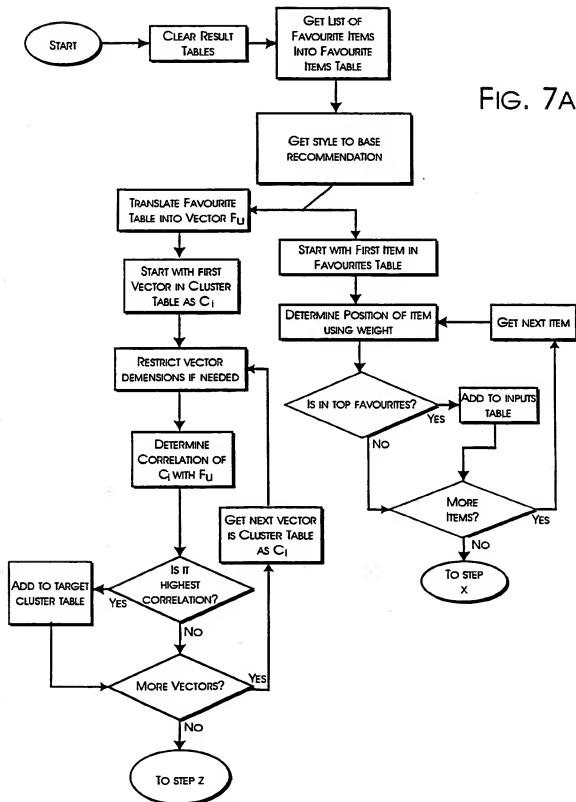 START
CLEAR RESULT
TABLES
GET LIST OF
FAVOURITE ITEMS
INTO FAVOURITE
ITEMS TABLE
FIG. 7A
GET STYLE TO BASE
RECOMMENDATION
TRANSLATE FAVOURITE
TABLE INTO VECTOR FU
START WITH FIRST
VECTOR IN CLUSTER
TABLE AS Ci
RESTRICT VECTOR
DEMENSIONS IF NEEDED
DETERMINE
CORRELATION OF
Ci WITH FU
GET NEXT VECTOR
IS CLUSTER TABLE
AS Ci
IS IT
HIGHEST
CORRELATION?
YES
NO
ADD TO TARGET
CLUSTER TABLE
MORE VECTORS?
YES
NO
TO STEP Z
START WITH FIRST ITEM IN
FAVOURITES TABLE
DETERMINE POSITION OF ITEM
USING WEIGHT
GET NEXT ITEM
IS IN TOP FAVOURITES?
YES
NO
ADD TO INPUTS
TABLE
MORE
ITEMS?
YES
NO
TO STEP
X